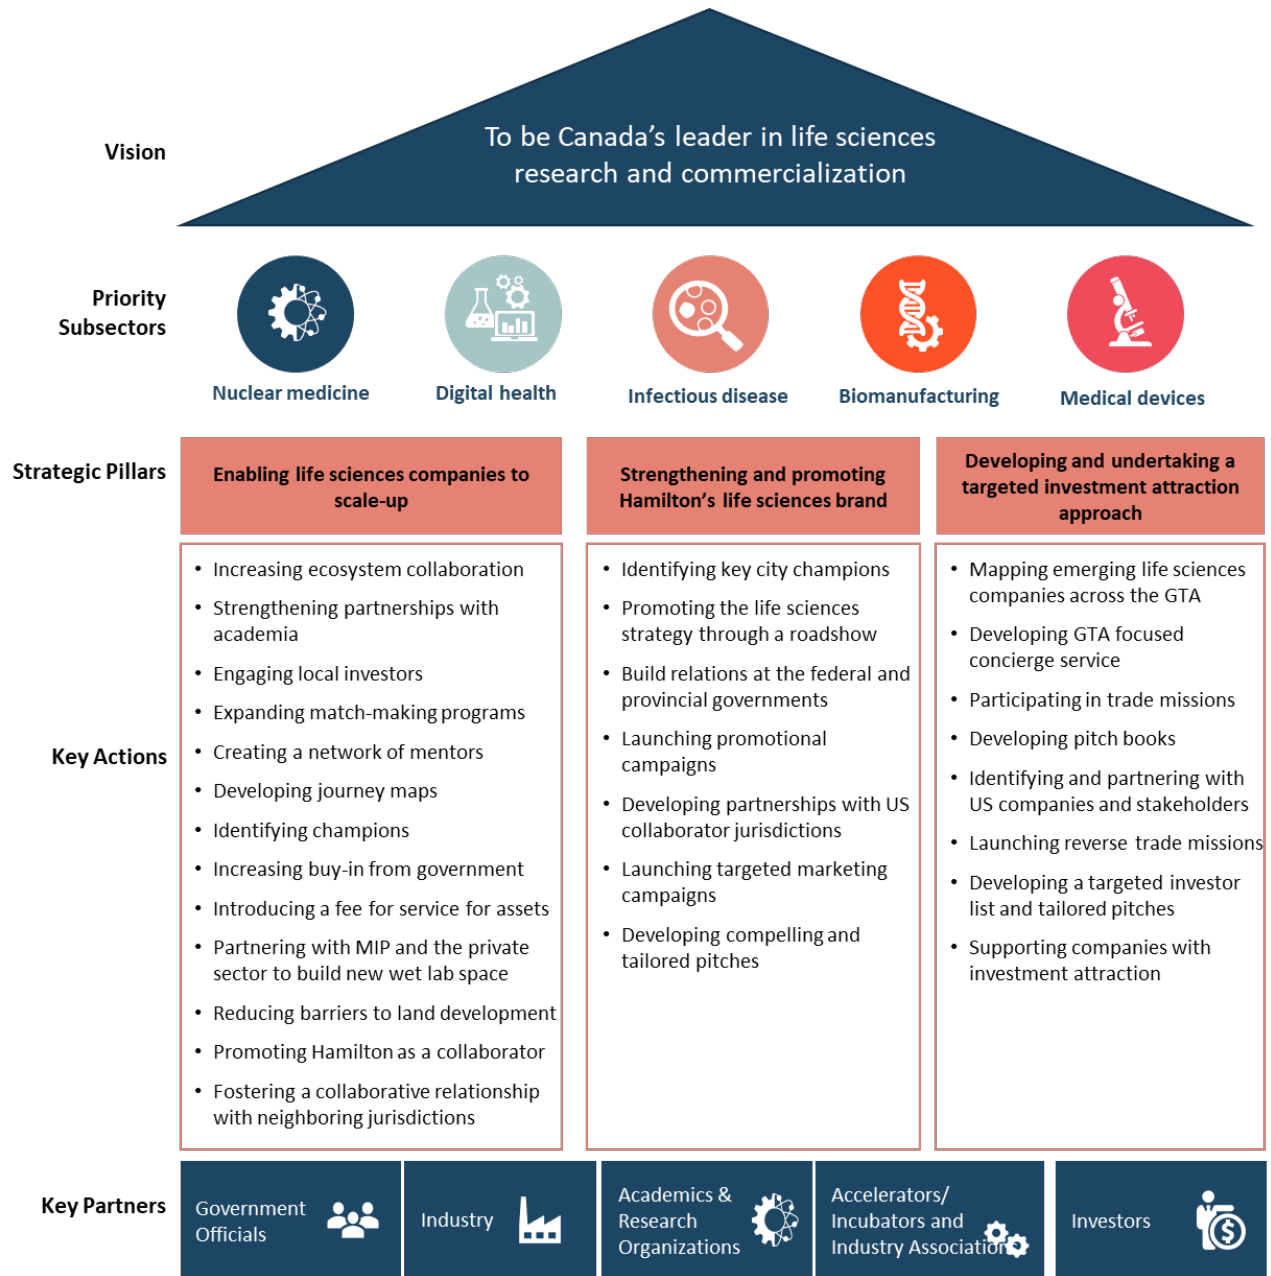 To be Canada's leader in life sciences
research and commercialization
Vision
Priority
Subsectors
Nuclear medicine
Digital health
Infectious disease
Biomanufacturing
Medical devices
Strategic Pillars
Enabling life sciences companies to
scale-up
Strengthening and promoting
Hamilton's life sciences brand
Developing and undertaking a
targeted investment attraction
approach
Key Actions
• Increasing ecosystem collaboration
• Strengthening partnerships with
academia
• Engaging local investors
• Expanding match-making programs
• Creating a network of mentors
• Developing journey maps
• Identifying champions
• Increasing buy-in from government
• Introducing a fee for service for assets
• Partnering with MIP and the private
sector to build new wet lab space
• Reducing barriers to land development
• Promoting Hamilton as a collaborator
• Fostering a collaborative relationship
with neighboring jurisdictions
• Identifying key city champions
• Promoting the life sciences
strategy through a roadshow
• Build relations at the federal and
provincial governments
• Launching promotional
campaigns
• Developing partnerships with US
collaborator jurisdictions
• Launching targeted marketing
campaigns
• Developing compelling and
tailored pitches
• Mapping emerging life sciences
companies across the GTA
• Developing GTA focused
concierge service
• Participating in trade missions
• Developing pitch books
• Identifying and partnering with
US companies and stakeholders
• Launching reverse trade missions
• Developing a targeted investor
list and tailored pitches
• Supporting companies with
investment attraction
Key Partners
Government
Officials
Industry
Academics &
Research
Organizations
Accelerators/
Incubators and
Industry Association
Investors
$